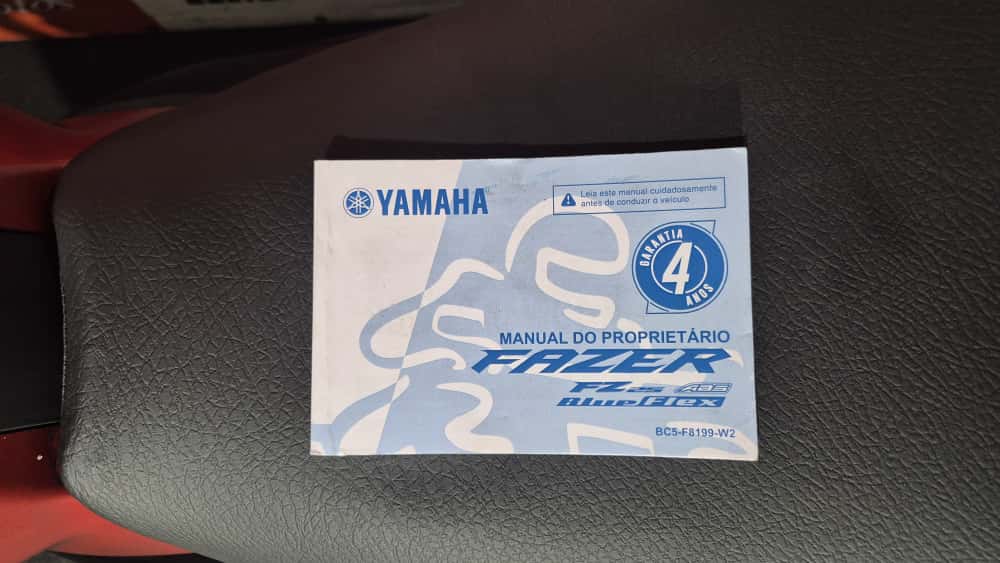 YAMAHA
Leia este manual cuidadosamente
antes de conduzir o veículo
GARANTIA
4
ANOS
MANUAL DO PROPRIETÁRIO
FAZER
FZ25 ABS
BlueFlex
BC5-F8199-W2